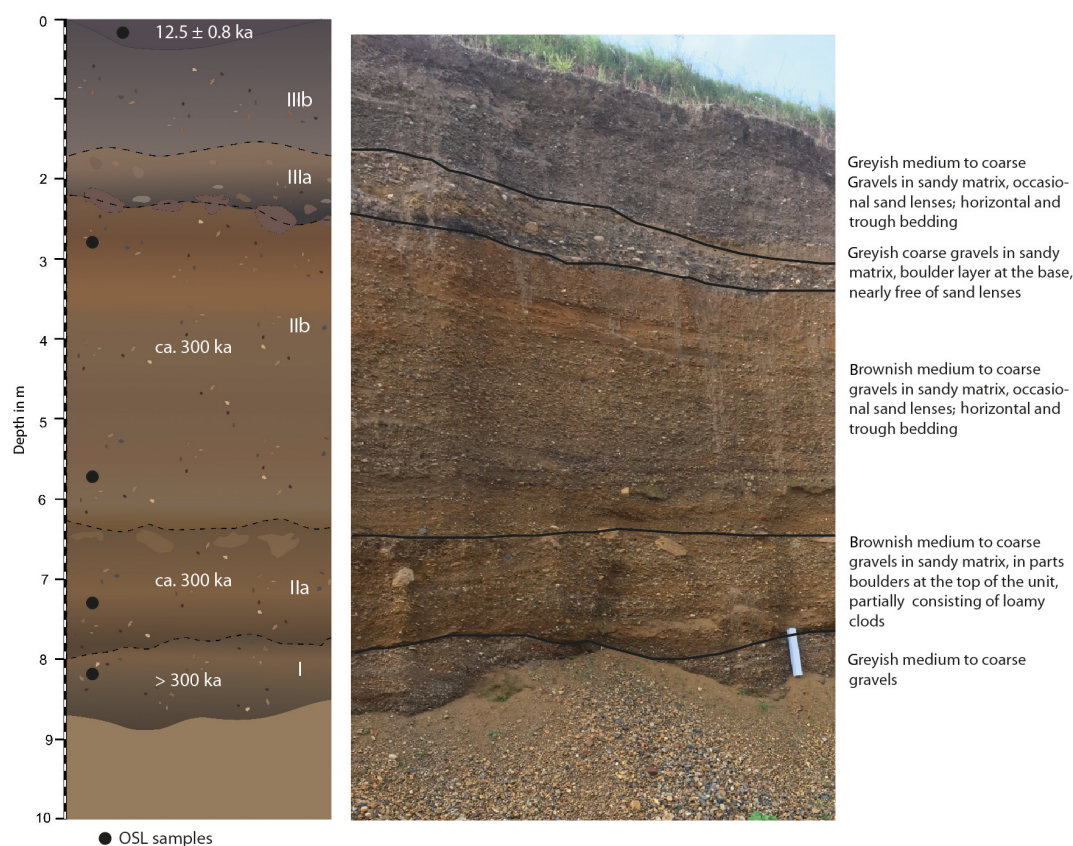 0
2
3
4
5
6
7
8
9
10
Depth in m
12.5 ± 0.8 ka
IIIb
IIIa
IIb
ca. 300 ka
ca. 300 ka
IIa
I
> 300 ka
OSL samples
Greyish medium to coarse
Gravels in sandy matrix, occasio-
nal sand lenses; horizontal and
trough bedding
Greyish coarse gravels in sandy
matrix, boulder layer at the base,
nearly free of sand lenses
Brownish medium to coarse
gravels in sandy matrix, occasio-
nal sand lenses; horizontal and
trough bedding
Brownish medium to coarse
gravels in sandy matrix, in parts
boulders at the top of the unit,
partially consisting of loamy
clods
Greyish medium to coarse
gravels